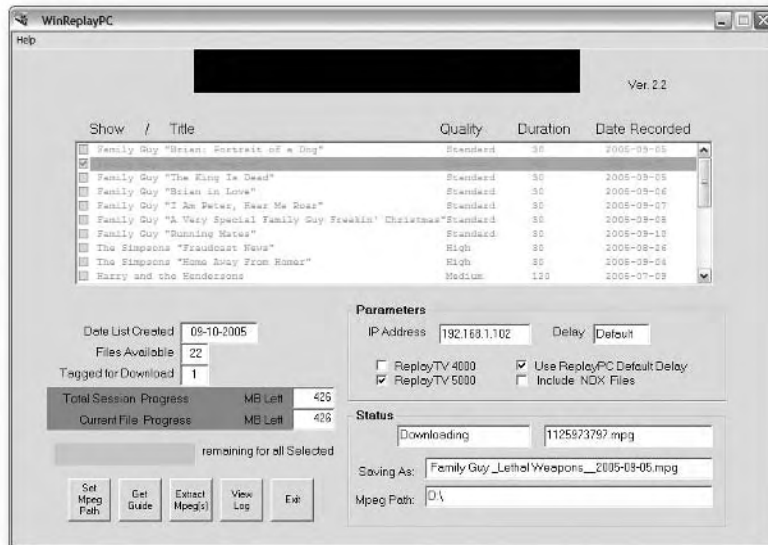 WinReplayPC
Help
Ver. 2.2
Show / Title Quality Duration Date Recorded
Family Guy "Brian: Portrait of a Dog" Standard 30 2005-09-05
Family Guy "The King Is Dead" Standard 30 2005-09-05
Family Guy "Brian in Love" Standard 30 2005-09-06
Family Guy "I Am Peter, Hear Me Roar" Standard 30 2005-09-07
Family Guy "A Very Special Family Guy Freakin' Christmas" Standard 30 2005-09-08
Family Guy "Running Mates" Standard 30 2005-09-10
The Simpsons "Fraudcast News" High 30 2005-08-26
The Simpsons "Home Away From Homer" High 30 2005-09-04
Harry and the Hendersons Medium 120 2005-07-09
Date List Created 09-10-2005
Files Available 22
Tagged for Download 1
Total Session Progress MB Left 426
Current File Progress MB Left 426
remaining for all Selected
Set Mpeg Path
Get Guide
Extract Mpeg(s)
View Log
Exit
Parameters
IP Address 192.168.1.102 Delay Default
ReplayTV 4000 Use ReplayPC Default Delay
ReplayTV 5000 Include NDX Files
Status
Downloading 1125973797.mpg
Saving As: Family Guy _Lethal Weapons__2005-09-05.mpg
Mpeg Path: D:\